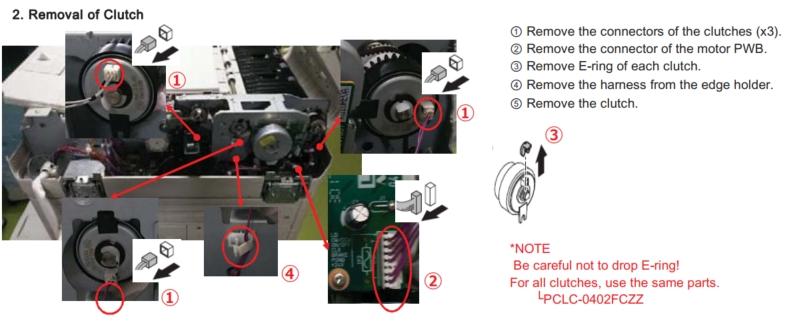 2. Removal of Clutch
① Remove the connectors of the clutches (x3).
② Remove the connector of the motor PWB.
③ Remove E-ring of each clutch.
④ Remove the harness from the edge holder.
⑤ Remove the clutch.
①
①
③
①
④
②
*NOTE
Be careful not to drop E-ring!
For all clutches, use the same parts.
└PCLC-0402FCZZ